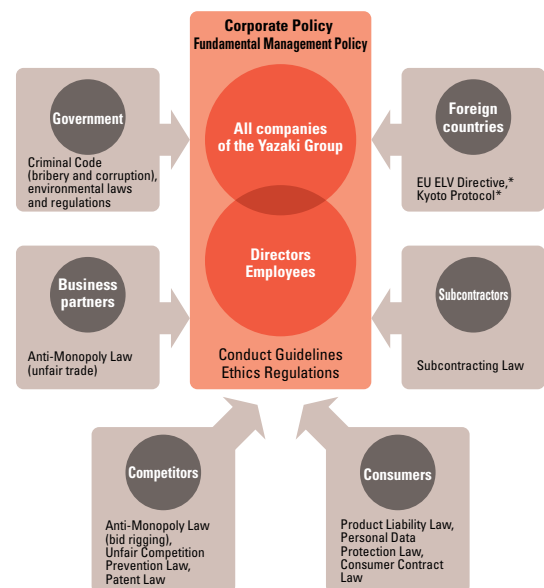 Corporate Policy
Fundamental Management Policy
All companies
of the Yazaki Group
Directors
Employees
Conduct Guidelines
Ethics Regulations
Government
Criminal Code
(bribery and corruption),
environmental laws
and regulations
Foreign
countries
EU ELV Directive,*
Kyoto Protocol*
Business
partners
Anti-Monopoly Law
(unfair trade)
Subcontractors
Subcontracting Law
Competitors
Anti-Monopoly Law
(bid rigging),
Unfair Competition
Prevention Law,
Patent Law
Consumers
Product Liability Law,
Personal Data
Protection Law,
Consumer Contract
Law